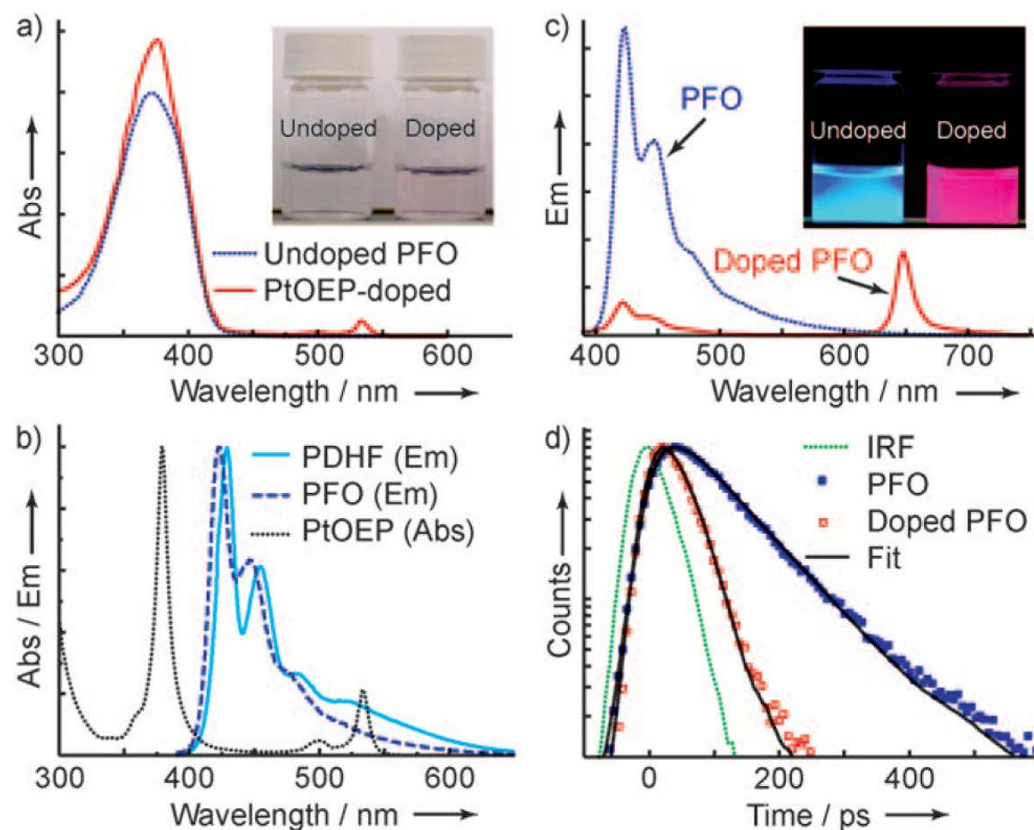 a)
Abs
Undoped
Doped
Undoped PFO
PtOEP-doped
300
400
500
600
Wavelength / nm
c)
Em
PFO
Undoped
Doped
Doped PFO
400
500
600
700
Wavelength / nm
b)
Abs / Em
PDHF (Em)
PFO (Em)
PtOEP (Abs)
300
400
500
600
Wavelength / nm
d)
Counts
IRF
PFO
Doped PFO
Fit
0
200
400
Time / ps